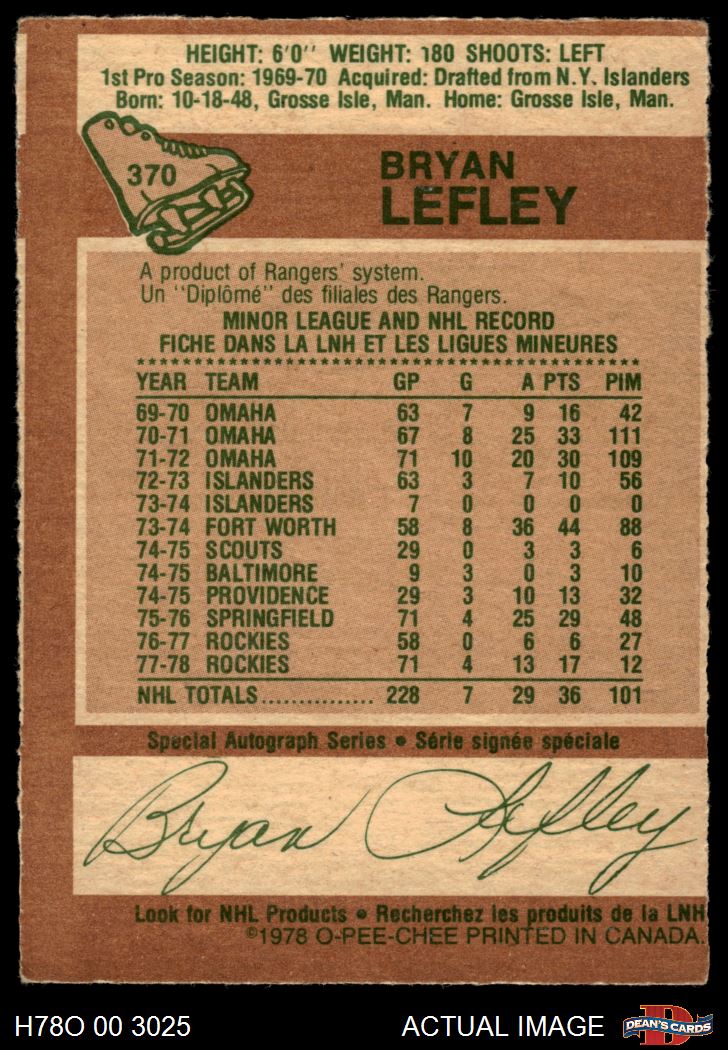 HEIGHT: 6'0'' WEIGHT: 180 SHOOTS: LEFT
1st Pro Season: 1969-70 Acquired: Drafted from N.Y. Islanders
Born: 10-18-48, Grosse Isle, Man. Home: Grosse Isle, Man.
370
BRYAN
LEFLEY
A product of Rangers' system.
Un "Diplômé" des filiales des Rangers.
MINOR LEAGUE AND NHL RECORD
FICHE DANS LA LNH ET LES LIGUES MINEURES
YEAR TEAM GP G A PTS PIM
69-70 OMAHA 63 7 9 16 42
70-71 OMAHA 67 8 25 33 111
71-72 OMAHA 71 10 20 30 109
72-73 ISLANDERS 63 3 7 10 56
73-74 ISLANDERS 7 0 0 0 0
73-74 FORT WORTH 58 8 36 44 88
74-75 SCOUTS 29 0 3 3 6
74-75 BALTIMORE 9 3 0 3 10
74-75 PROVIDENCE 29 3 10 13 32
75-76 SPRINGFIELD 71 4 25 29 48
76-77 ROCKIES 58 0 6 6 27
77-78 ROCKIES 71 4 13 17 12
NHL TOTALS............... 228 7 29 36 101
Special Autograph Series • Série signée spéciale
Bryan Lefley
Look for NHL Products • Recherchez les produits de la LNH
©1978 O-PEE-CHEE PRINTED IN CANADA.
H78O 00 3025 ACTUAL IMAGE
D
DEAN'S CARDS